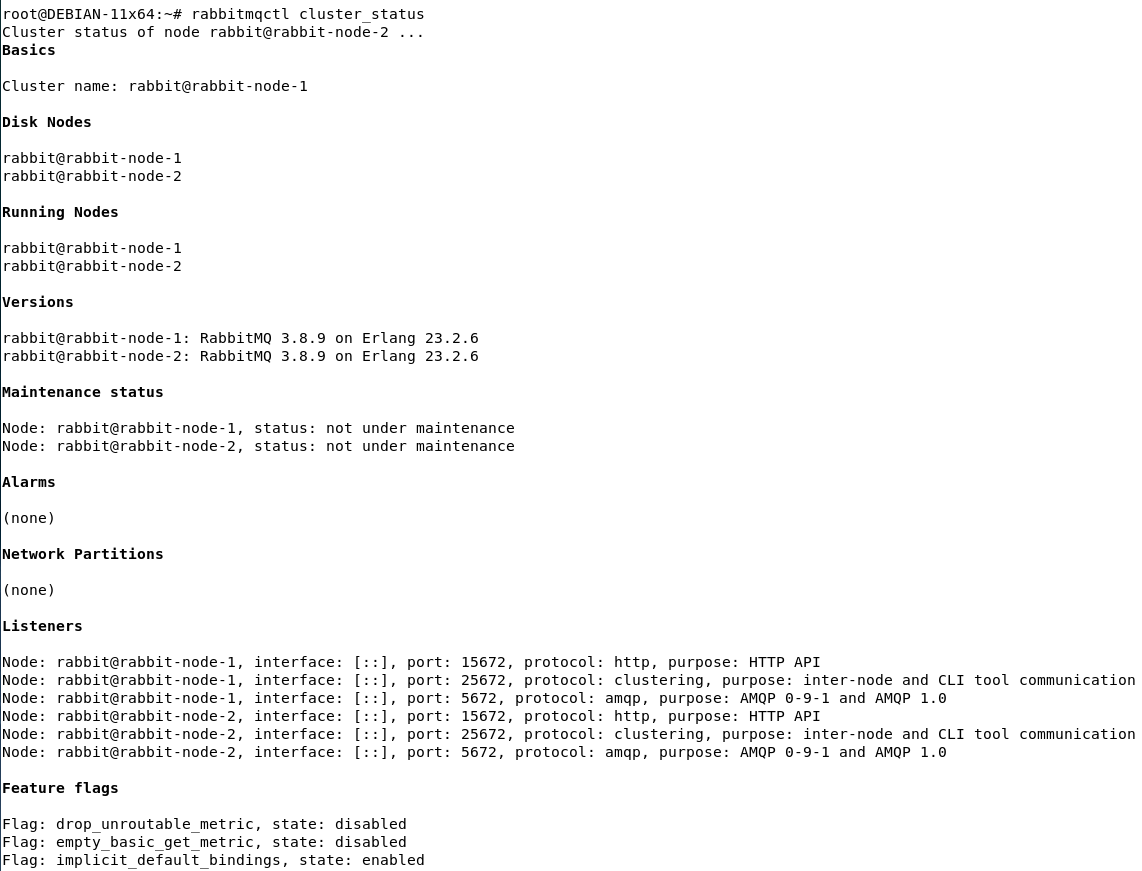 root@DEBIAN-11x64:~# rabbitmqctl cluster_status
Cluster status of node rabbit@rabbit-node-2 ...
Basics
Cluster name: rabbit@rabbit-node-1
Disk Nodes
rabbit@rabbit-node-1
rabbit@rabbit-node-2
Running Nodes
rabbit@rabbit-node-1
rabbit@rabbit-node-2
Versions
rabbit@rabbit-node-1: RabbitMQ 3.8.9 on Erlang 23.2.6
rabbit@rabbit-node-2: RabbitMQ 3.8.9 on Erlang 23.2.6
Maintenance status
Node: rabbit@rabbit-node-1, status: not under maintenance
Node: rabbit@rabbit-node-2, status: not under maintenance
Alarms
(none)
Network Partitions
(none)
Listeners
Node: rabbit@rabbit-node-1, interface: [::], port: 15672, protocol: http, purpose: HTTP API
Node: rabbit@rabbit-node-1, interface: [::], port: 25672, protocol: clustering, purpose: inter-node and CLI tool communication
Node: rabbit@rabbit-node-1, interface: [::], port: 5672, protocol: amqp, purpose: AMQP 0-9-1 and AMQP 1.0
Node: rabbit@rabbit-node-2, interface: [::], port: 15672, protocol: http, purpose: HTTP API
Node: rabbit@rabbit-node-2, interface: [::], port: 25672, protocol: clustering, purpose: inter-node and CLI tool communication
Node: rabbit@rabbit-node-2, interface: [::], port: 5672, protocol: amqp, purpose: AMQP 0-9-1 and AMQP 1.0
Feature flags
Flag: drop_unroutable_metric, state: disabled
Flag: empty_basic_get_metric, state: disabled
Flag: implicit_default_bindings, state: enabled